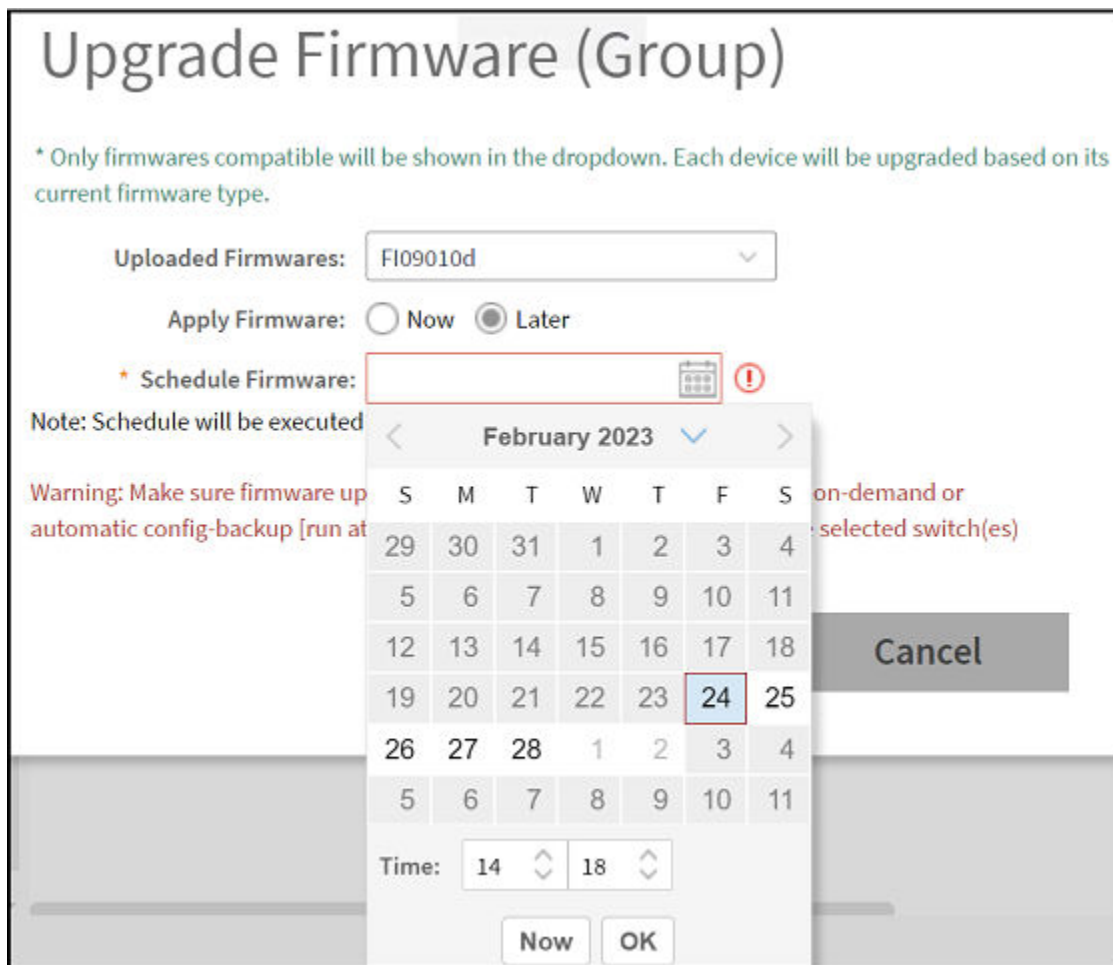 Upgrade Firmware (Group)
* Only firmwares compatible will be shown in the dropdown. Each device will be upgraded based on its
current firmware type.
Uploaded Firmwares: FI09010d
Apply Firmware: Now Later
* Schedule Firmware:
Note: Schedule will be executed
February 2023
Warning: Make sure firmware up on-demand or
automatic config-backup [run at selected switch(es)
S M T W T F S
29 30 31 1 2 3 4
5 6 7 8 9 10 11
12 13 14 15 16 17 18
19 20 21 22 23 24 25
26 27 28 1 2 3 4
5 6 7 8 9 10 11
Cancel
Time: 14 18
Now OK